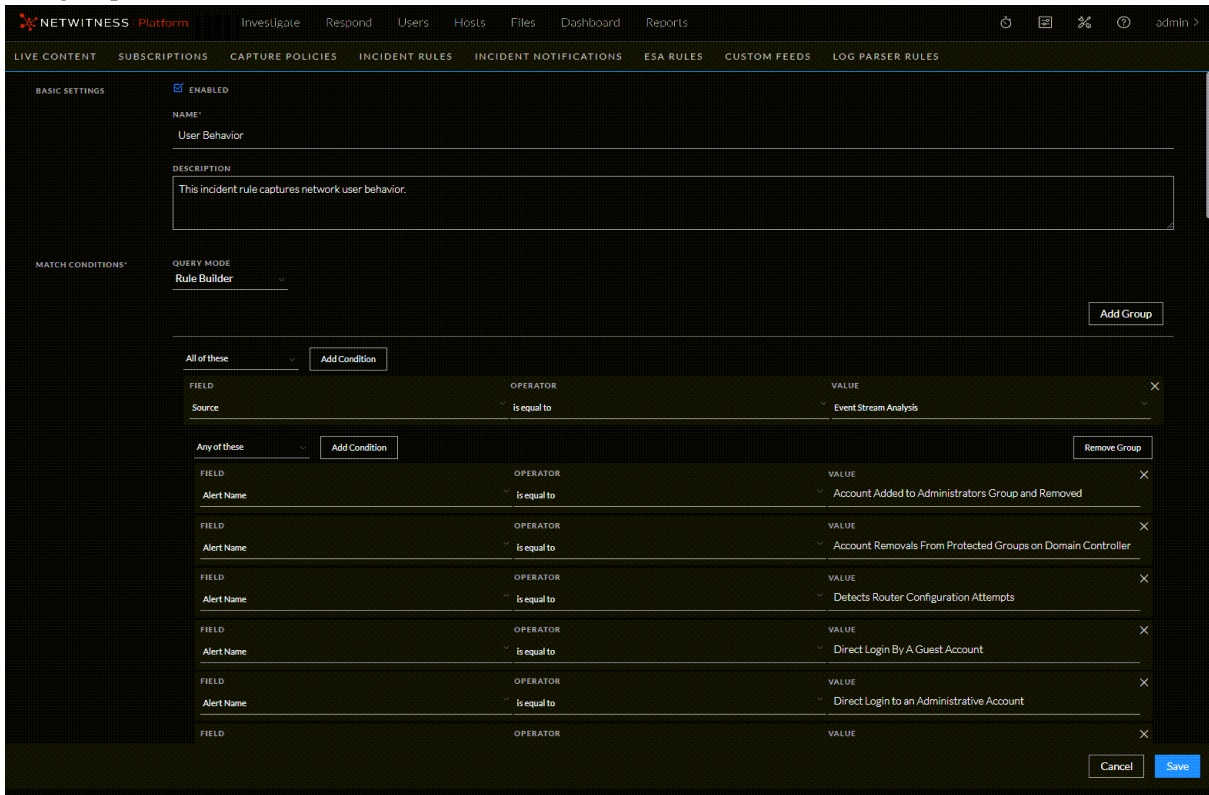 NETWITNESS Platform Investigate Respond Users Hosts Files Dashboard Reports admin >
LIVE CONTENT SUBSCRIPTIONS CAPTURE POLICIES INCIDENT RULES INCIDENT NOTIFICATIONS ESA RULES CUSTOM FEEDS LOG PARSER RULES
BASIC SETTINGS ENABLED
NAME*
User Behavior
DESCRIPTION
This incident rule captures network user behavior.
MATCH CONDITIONS* QUERY MODE
Rule Builder
Add Group
All of these Add Condition
FIELD OPERATOR VALUE
Source is equal to Event Stream Analysis
Any of these Add Condition Remove Group
FIELD OPERATOR VALUE
Alert Name is equal to Account Added to Administrators Group and Removed
FIELD OPERATOR VALUE
Alert Name is equal to Account Removals From Protected Groups on Domain Controller
FIELD OPERATOR VALUE
Alert Name is equal to Detects Router Configuration Attempts
FIELD OPERATOR VALUE
Alert Name is equal to Direct Login By A Guest Account
FIELD OPERATOR VALUE
Alert Name is equal to Direct Login to an Administrative Account
FIELD OPERATOR VALUE
Cancel Save